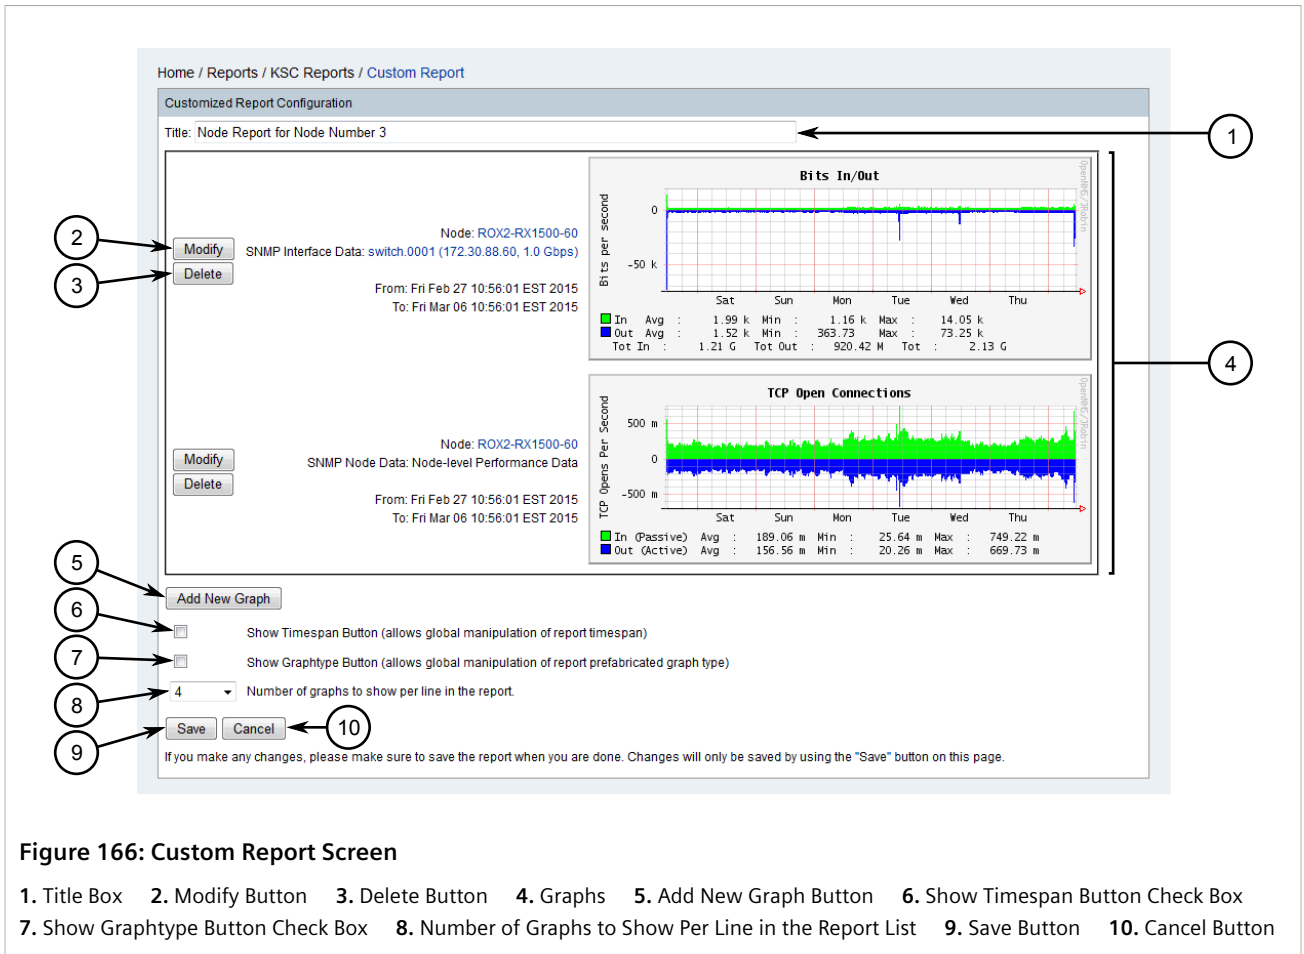 Home / Reports / KSC Reports / Custom Report
Customized Report Configuration
Title: Node Report for Node Number 3
1
Bits In/Out
OpenNMS/JRobin
Bits per second
0
-50 k
Sat Sun Mon Tue Wed Thu
In Avg : 1.99 k Min : 1.16 k Max : 14.05 k
Out Avg : 1.52 k Min : 363.73 Max : 73.25 k
Tot In : 1.21 G Tot Out : 920.42 M Tot : 2.13 G
2
Modify
3
Delete
Node: ROX2-RX1500-60
SNMP Interface Data: switch.0001 (172.30.88.60, 1.0 Gbps)
From: Fri Feb 27 10:56:01 EST 2015
To: Fri Mar 06 10:56:01 EST 2015
4
TCP Open Connections
OpenNMS/JRobin
TCP Opens Per Second
500 m
0
-500 m
Sat Sun Mon Tue Wed Thu
In (Passive) Avg : 189.06 m Min : 25.64 m Max : 749.22 m
Out (Active) Avg : 156.56 m Min : 20.26 m Max : 669.73 m
Modify
Delete
Node: ROX2-RX1500-60
SNMP Node Data: Node-level Performance Data
From: Fri Feb 27 10:56:01 EST 2015
To: Fri Mar 06 10:56:01 EST 2015
5
Add New Graph
6
Show Timespan Button (allows global manipulation of report timespan)
7
Show Graphtype Button (allows global manipulation of report prefabricated graph type)
8
4 Number of graphs to show per line in the report.
9
Save Cancel
10
If you make any changes, please make sure to save the report when you are done. Changes will only be saved by using the "Save" button on this page.
Figure 166: Custom Report Screen
1. Title Box 2. Modify Button 3. Delete Button 4. Graphs 5. Add New Graph Button 6. Show Timespan Button Check Box
7. Show Graphtype Button Check Box 8. Number of Graphs to Show Per Line in the Report List 9. Save Button 10. Cancel Button